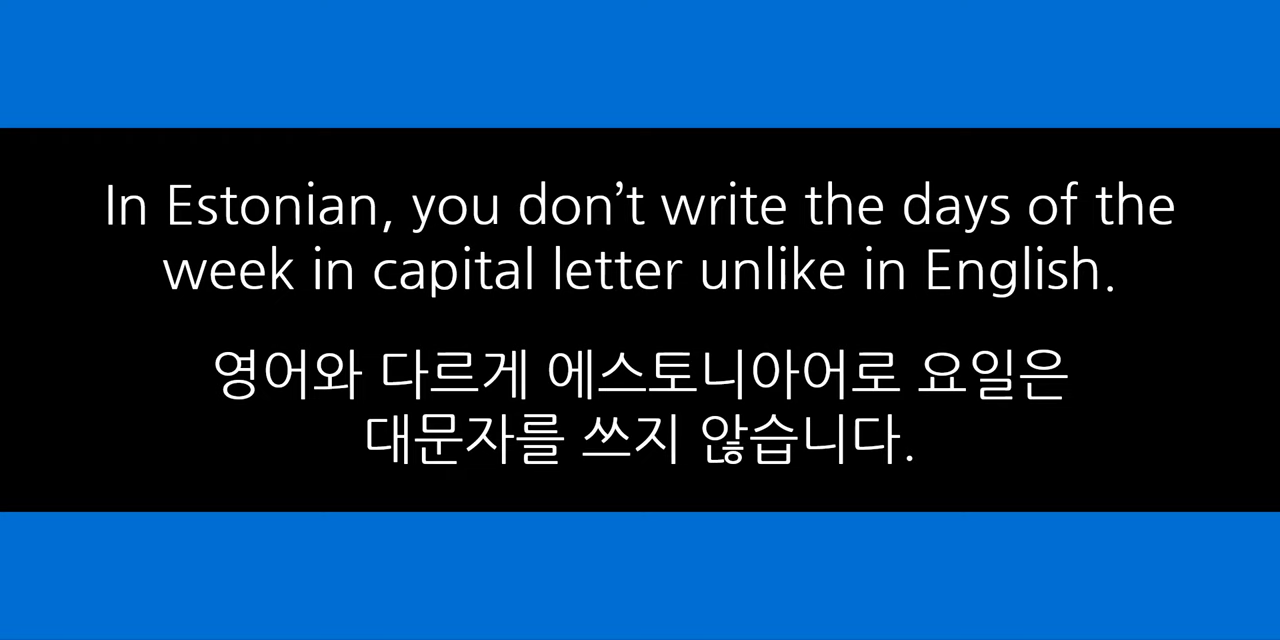 In Estonian, you don’t write the days of the
week in capital letter unlike in English.
영어와 다르게 에스토니아어로 요일은
대문자를 쓰지 않습니다.